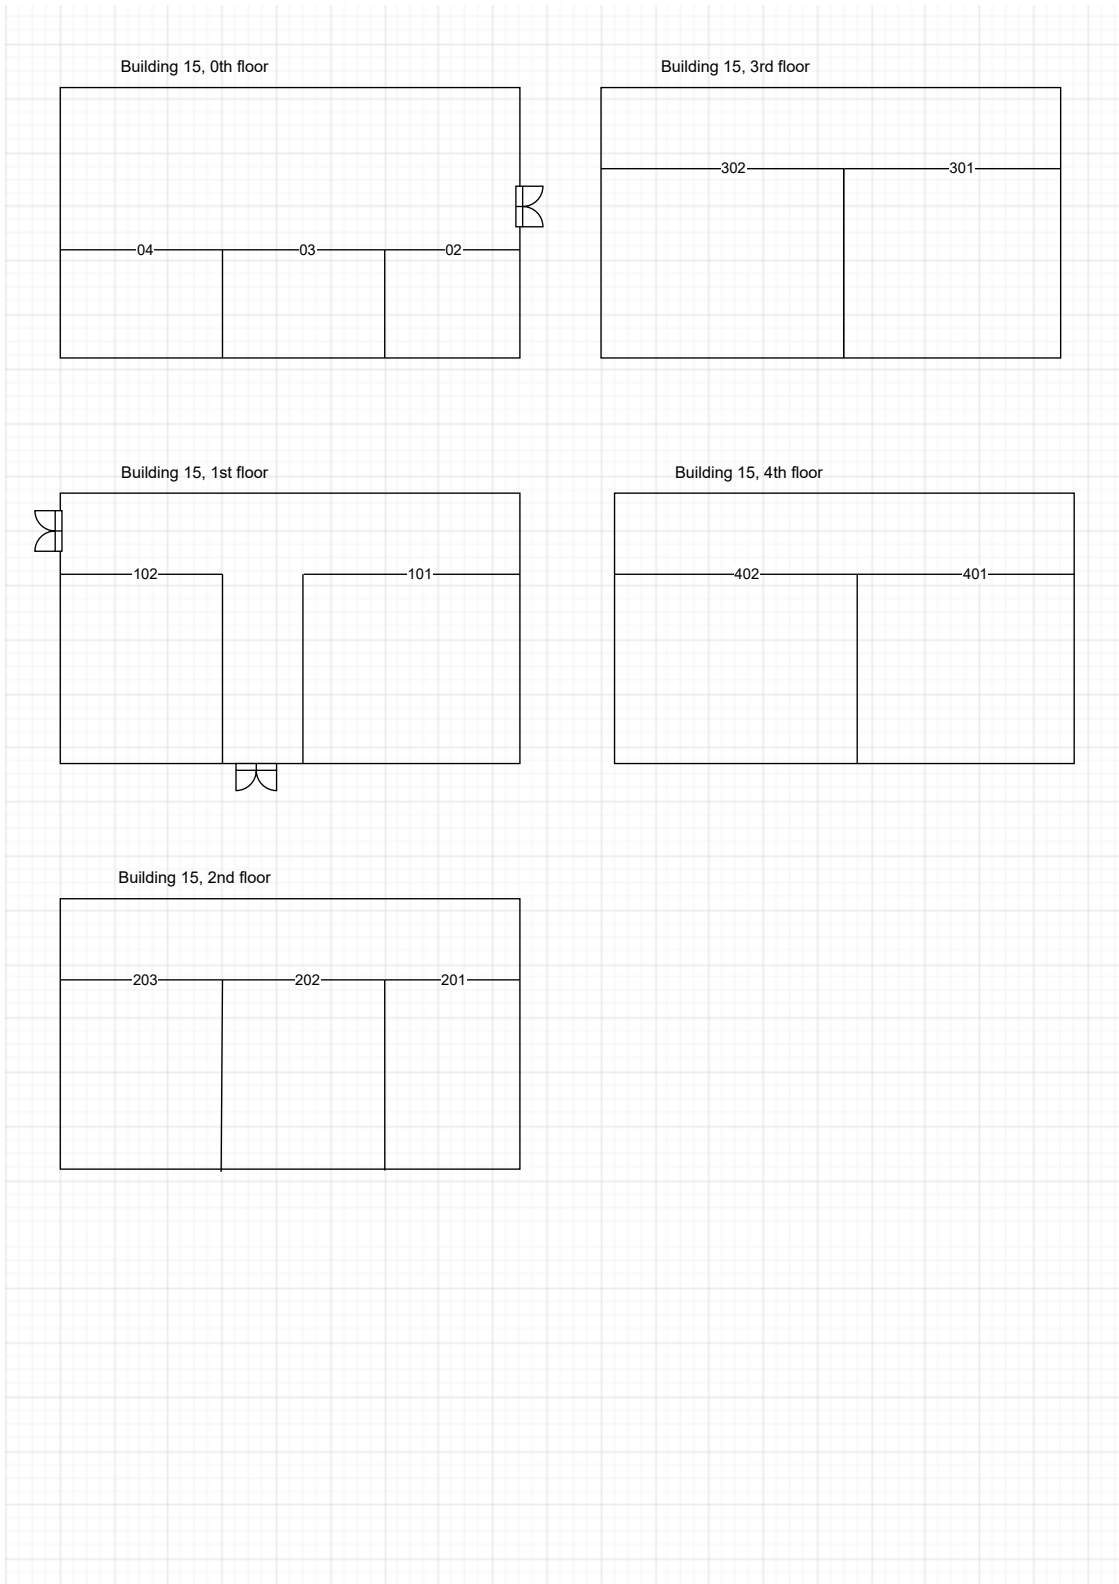 Building 15, 0th floor
04
03
02
Building 15, 3rd floor
302
301
Building 15, 1st floor
102
101
Building 15, 4th floor
402
401
Building 15, 2nd floor
203
202
201